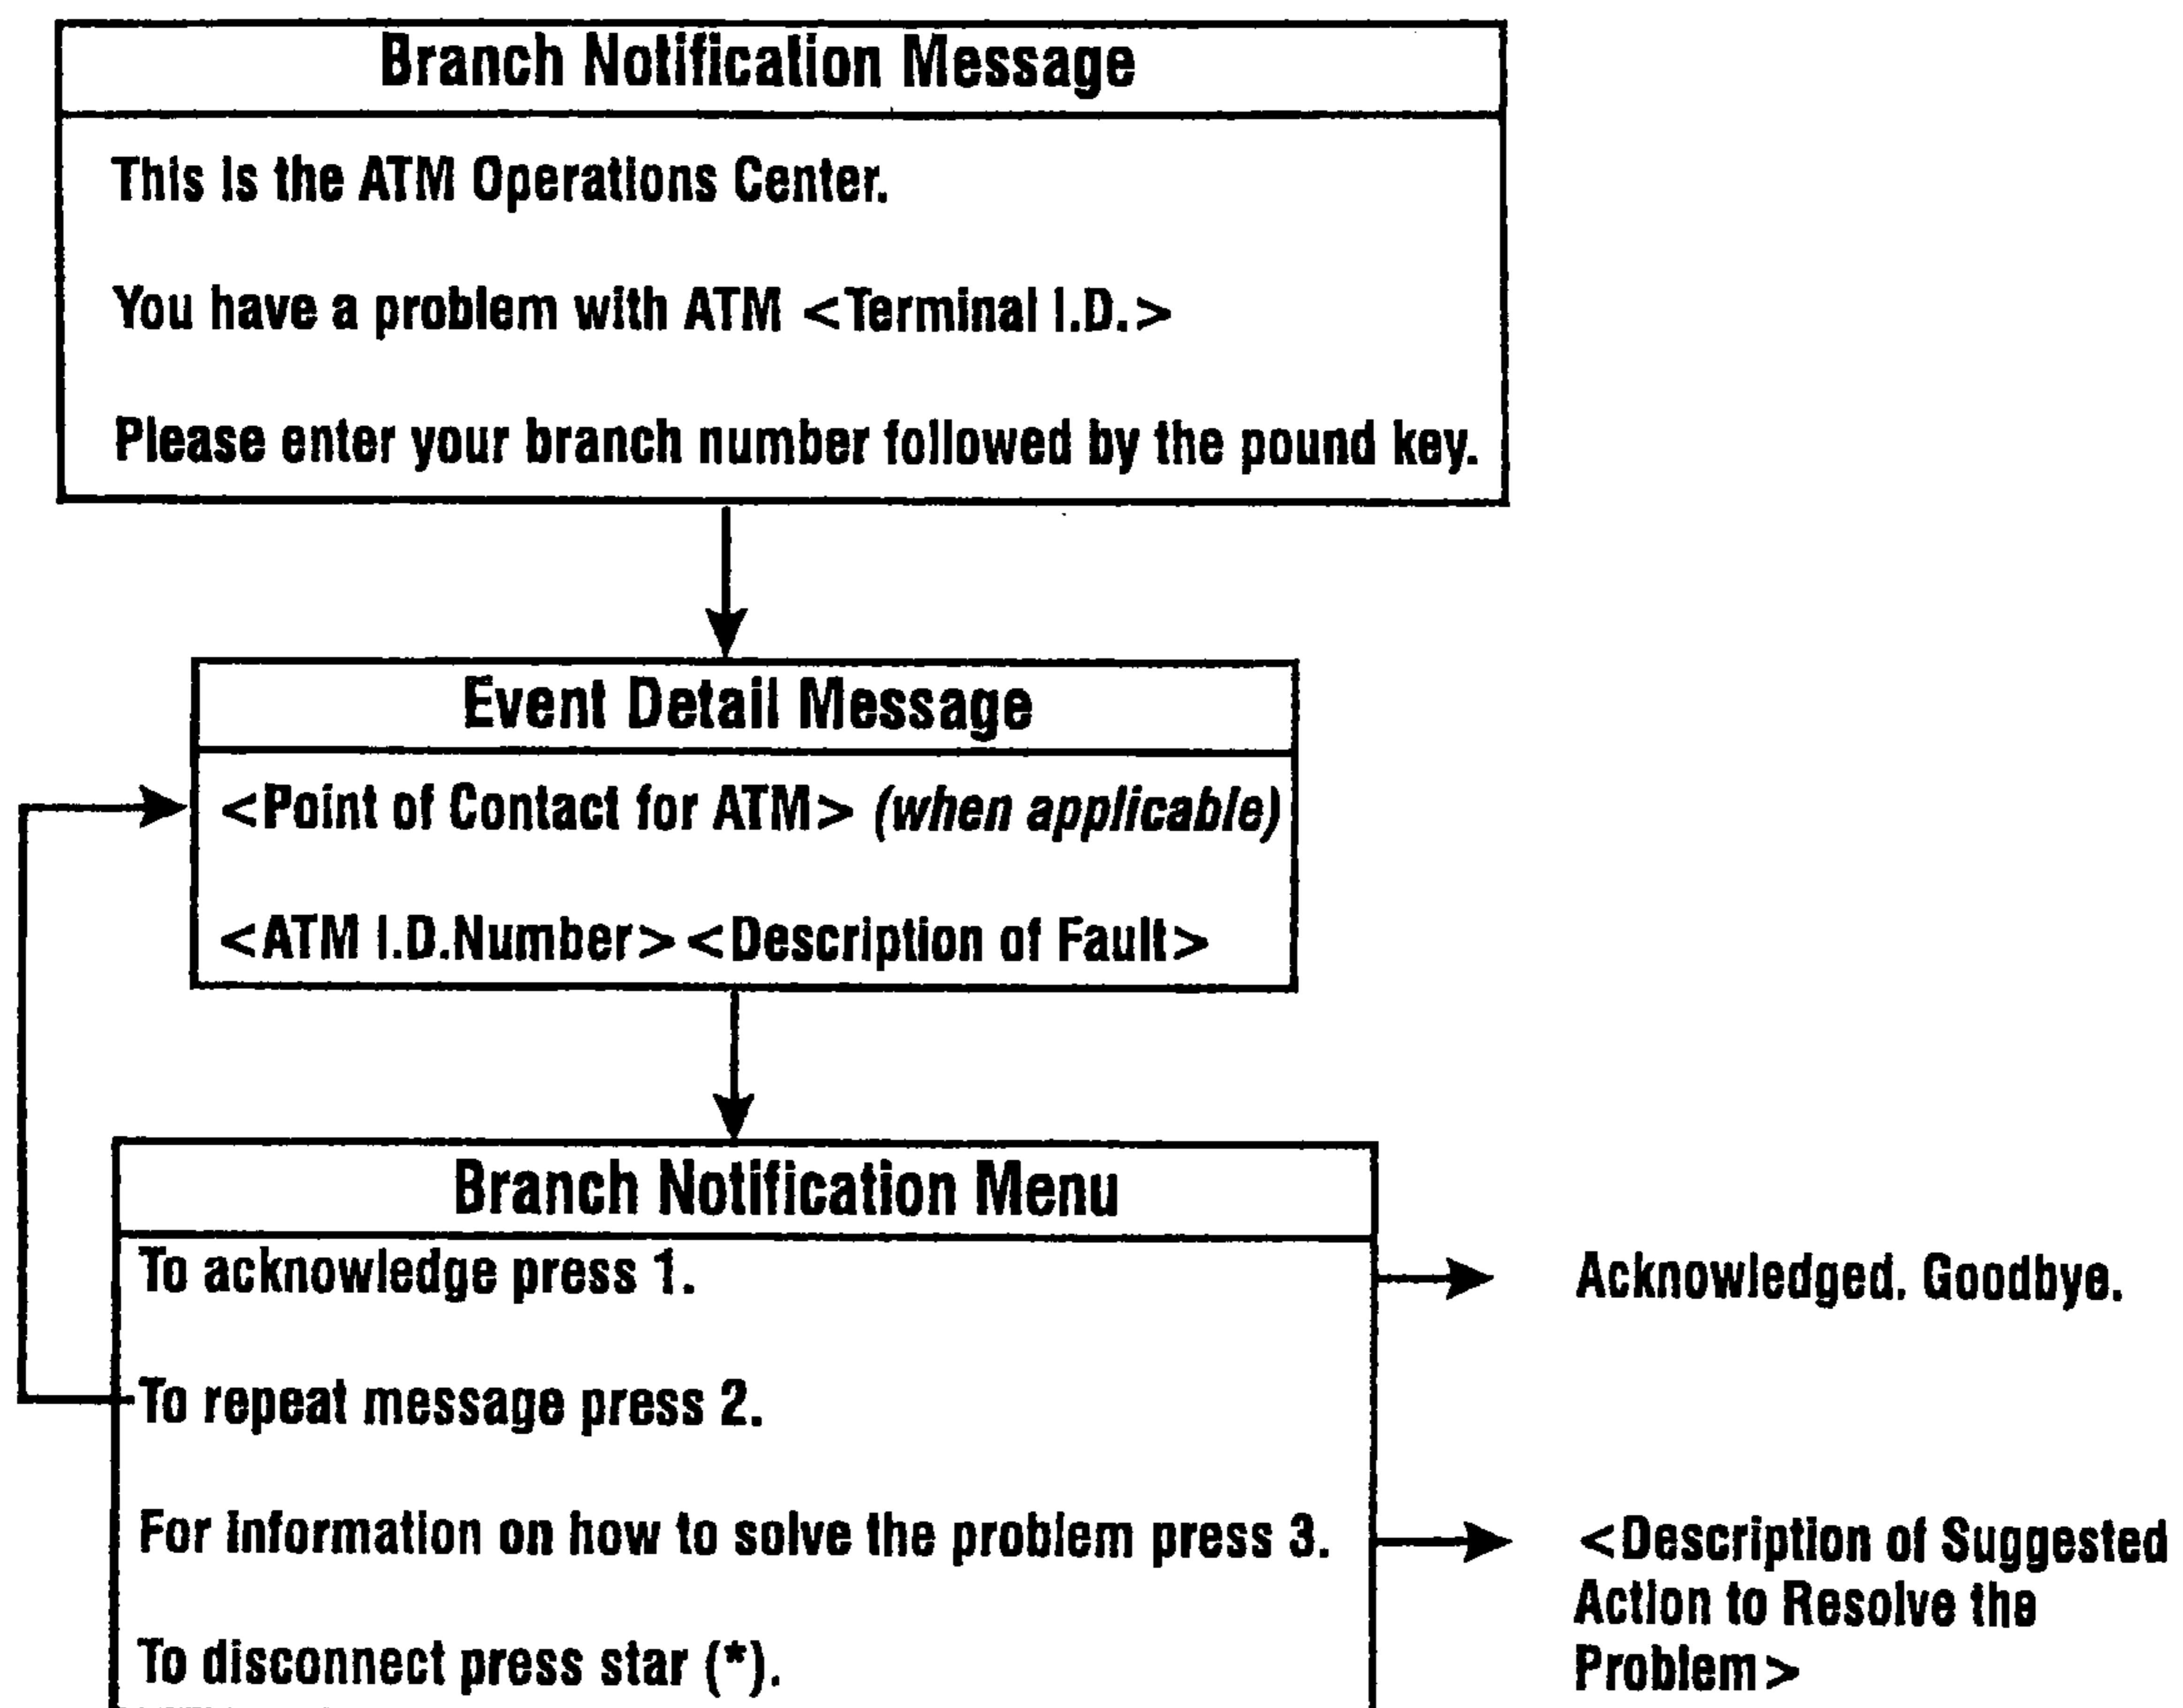 Branch Notification Message
This is the ATM Operations Center.
You have a problem with ATM <Terminal I.D.>
Please enter your branch number followed by the pound key.
Event Detail Message
<Point of Contact for ATM> (when applicable)
<ATM I.D.Number> <Description of Fault>
Branch Notification Menu
To acknowledge press 1.
Acknowledged. Goodbye.
To repeat message press 2.
For information on how to solve the problem press 3.
<Description of Suggested
Action to Resolve the
Problem>
To disconnect press star (*).